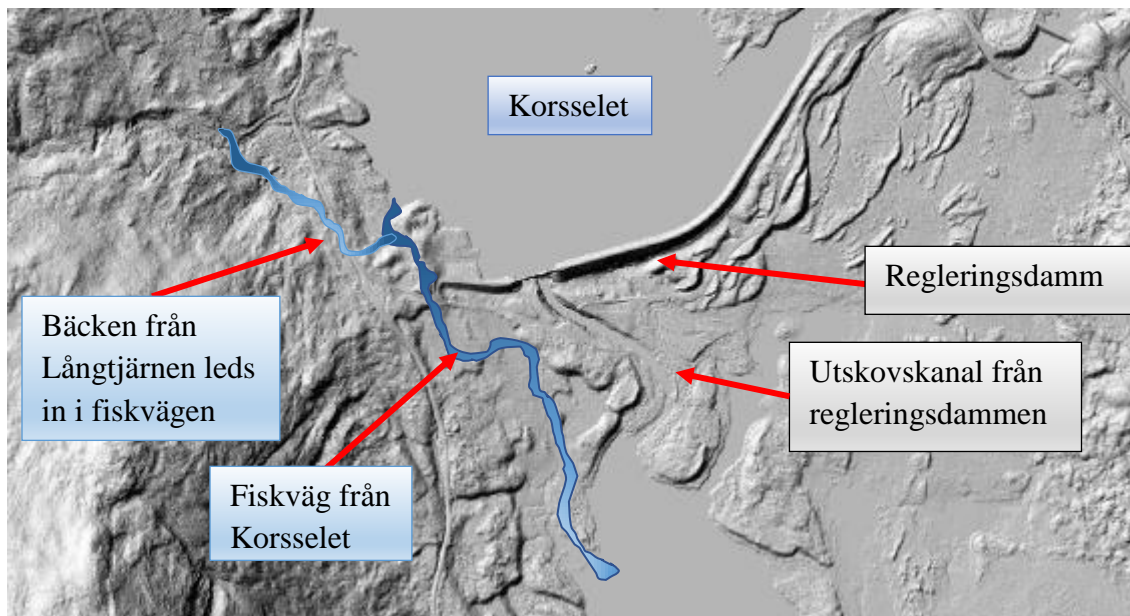 Korsselet
Regleringsdamm
Bäcken från
Långtjärnen leds
in i fiskvägen
Utskovskanal från
regleringsdammen
Fiskväg från
Korsselet